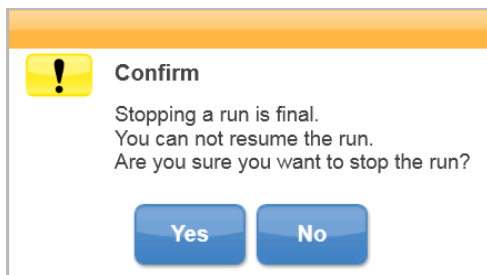 !
Confirm
Stopping a run is final.
You can not resume the run.
Are you sure you want to stop the run?
Yes No